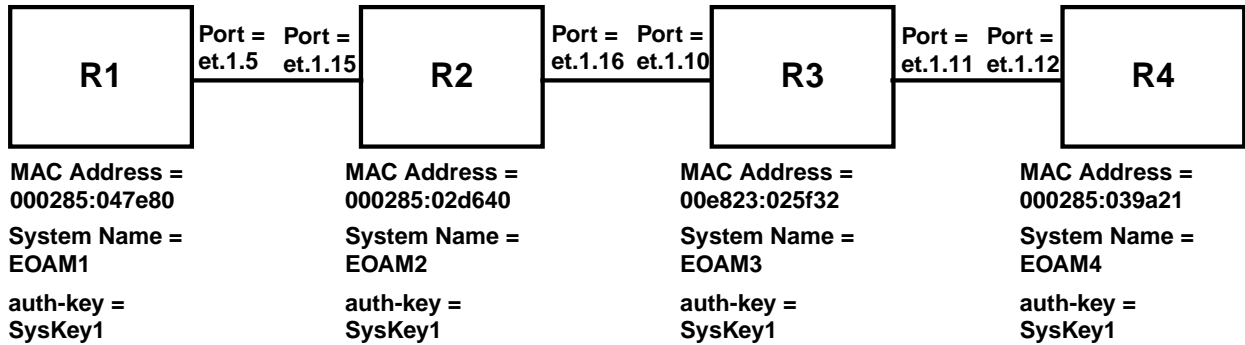 Port =
et.1.5
Port =
et.1.15
Port =
et.1.16
Port =
et.1.10
Port =
et.1.11
Port =
et.1.12
R1
R2
R3
R4
MAC Address =
000285:047e80
System Name =
EOAM1
auth-key =
SysKey1
MAC Address =
000285:02d640
System Name =
EOAM2
auth-key =
SysKey1
MAC Address =
00e823:025f32
System Name =
EOAM3
auth-key =
SysKey1
MAC Address =
000285:039a21
System Name =
EOAM4
auth-key =
SysKey1